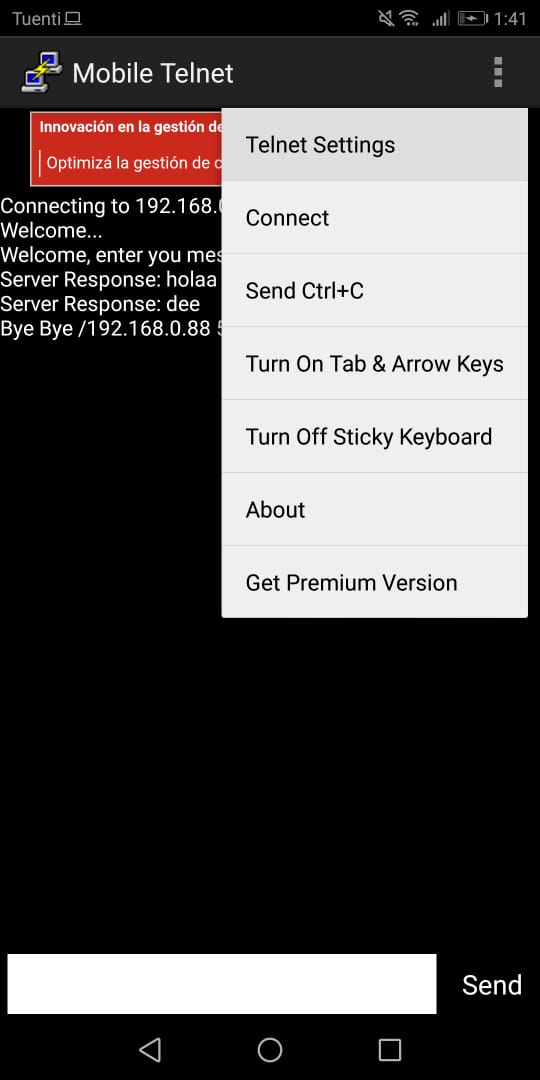 Tuenti
1:41
Mobile Telnet
Innovación en la gestión de
Optimizá la gestión de c
Connecting to 192.168.0
Welcome...
Welcome, enter you mes
Server Response: holaa
Server Response: dee
Bye Bye /192.168.0.88 5
Telnet Settings
Connect
Send Ctrl+C
Turn On Tab & Arrow Keys
Turn Off Sticky Keyboard
About
Get Premium Version
Send